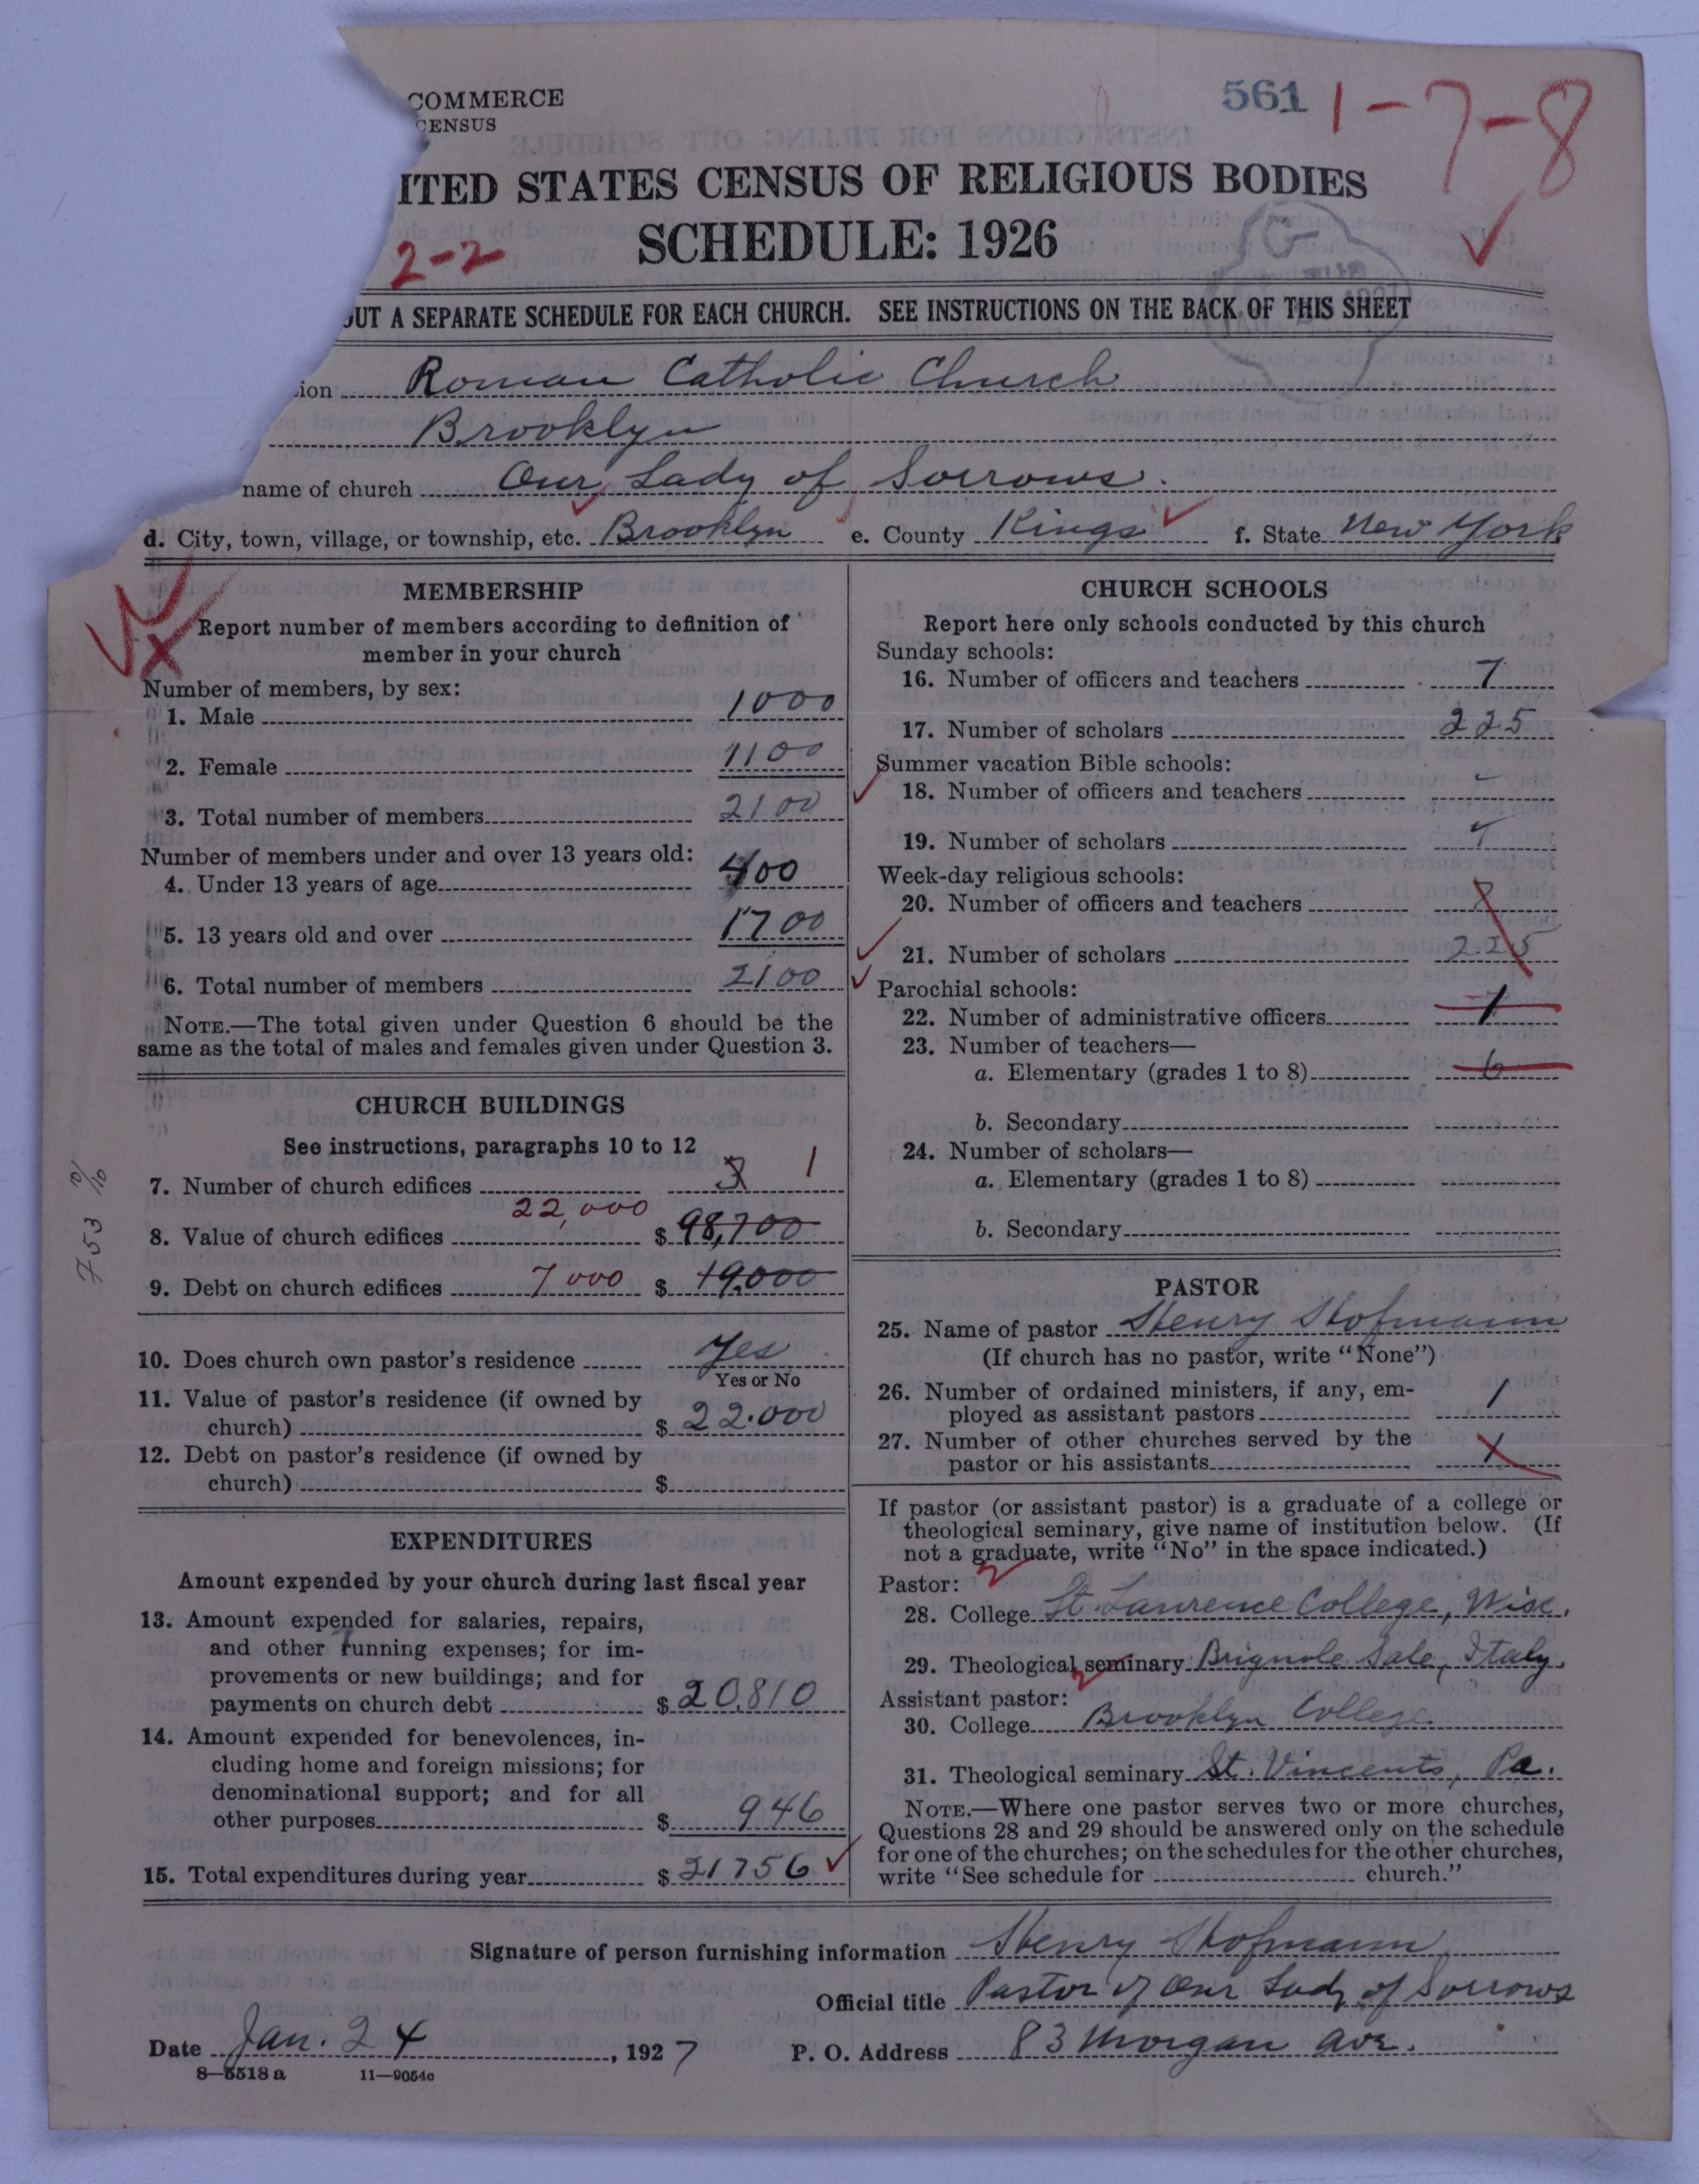 COMMERCE
CENSUS
561
1-7-8
ITED STATES CENSUS OF RELIGIOUS BODIES
SCHEDULE: 1926
2-2
OUT A SEPARATE SCHEDULE FOR EACH CHURCH. SEE INSTRUCTIONS ON THE BACK OF THIS SHEET
ion Roman Catholic Church
Brooklyn
name of church Our Lady of Sorrows.
d. City, town, village, or township, etc. Brooklyn e. County Kings f. State New York
MEMBERSHIP
Report number of members according to definition of
member in your church
Number of members, by sex:
1. Male 1000
2. Female 1100
3. Total number of members 2100
Number of members under and over 13 years old:
4. Under 13 years of age 400
5. 13 years old and over 1700
6. Total number of members 2100
NOTE.—The total given under Question 6 should be the
same as the total of males and females given under Question 3.
CHURCH BUILDINGS
See instructions, paragraphs 10 to 12
7. Number of church edifices 3 1
22,000
8. Value of church edifices $ 98,700
9. Debt on church edifices 7000 $ 19,000
10. Does church own pastor's residence Yes
Yes or No
11. Value of pastor's residence (if owned by
church) $ 22.000
12. Debt on pastor's residence (if owned by
church) $
EXPENDITURES
Amount expended by your church during last fiscal year
13. Amount expended for salaries, repairs,
and other running expenses; for im-
provements or new buildings; and for
payments on church debt $ 20,810
14. Amount expended for benevolences, in-
cluding home and foreign missions; for
denominational support; and for all
other purposes $ 946
15. Total expenditures during year $ 21756
753
CHURCH SCHOOLS
Report here only schools conducted by this church
Sunday schools:
16. Number of officers and teachers 7
17. Number of scholars 225
Summer vacation Bible schools:
18. Number of officers and teachers
19. Number of scholars
Week-day religious schools:
20. Number of officers and teachers
21. Number of scholars 225
Parochial schools:
22. Number of administrative officers 1
23. Number of teachers—
a. Elementary (grades 1 to 8) 6
b. Secondary
24. Number of scholars—
a. Elementary (grades 1 to 8)
b. Secondary
PASTOR
25. Name of pastor Henry Hofmann
(If church has no pastor, write "None")
26. Number of ordained ministers, if any, em-
ployed as assistant pastors 1
27. Number of other churches served by the
pastor or his assistants
If pastor (or assistant pastor) is a graduate of a college or
theological seminary, give name of institution below. (If
not a graduate, write "No" in the space indicated.)
Pastor:
28. College St. Lawrence College, Wisc.
29. Theological seminary Brignole Sale, Italy.
Assistant pastor:
30. College Brooklyn College.
31. Theological seminary St. Vincents, Pa.
NOTE.—Where one pastor serves two or more churches,
Questions 28 and 29 should be answered only on the schedule
for one of the churches; on the schedules for the other churches,
write "See schedule for church."
Signature of person furnishing information Henry Hofmann
Official title Pastor of Our Lady of Sorrows
Date Jan. 24, 1927 P. O. Address 83 Morgan Ave.
8—5518 a 11—9054c